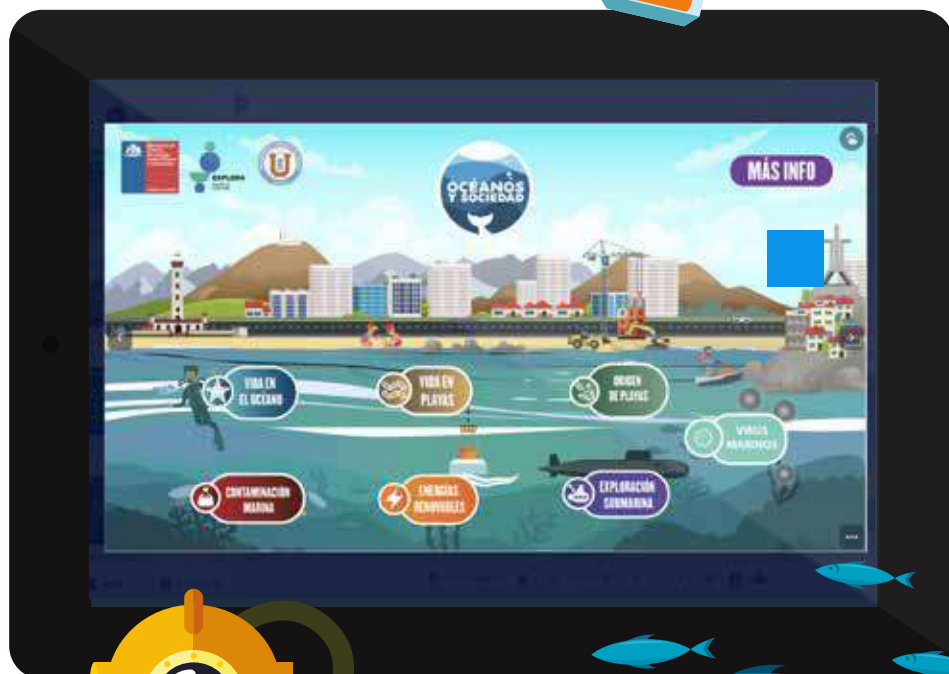 EXPLORA
OCÉANOS
Y SOCIEDAD
MÁS INFO
VIDA EN
EL OCÉANO
VIDA EN
PLAYAS
ORIGEN
DE PLAYAS
VIRUS
MARINOS
CONTAMINACIÓN
MARINA
ENERGÍAS
RENOVABLES
EXPLORACIÓN
SUBMARINA